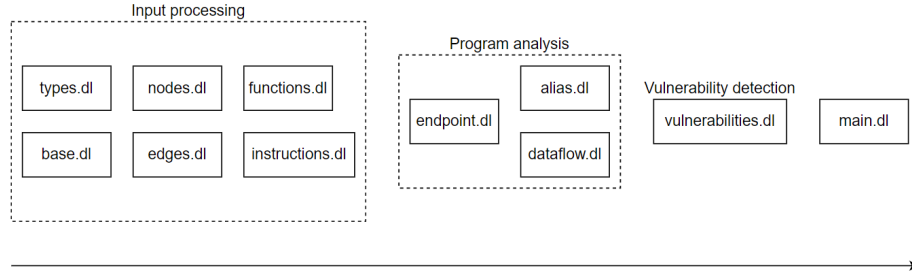 Input processing
types.dl
nodes.dl
functions.dl
base.dl
edges.dl
instructions.dl
Program analysis
endpoint.dl
alias.dl
dataflow.dl
Vulnerability detection
vulnerabilities.dl
main.dl